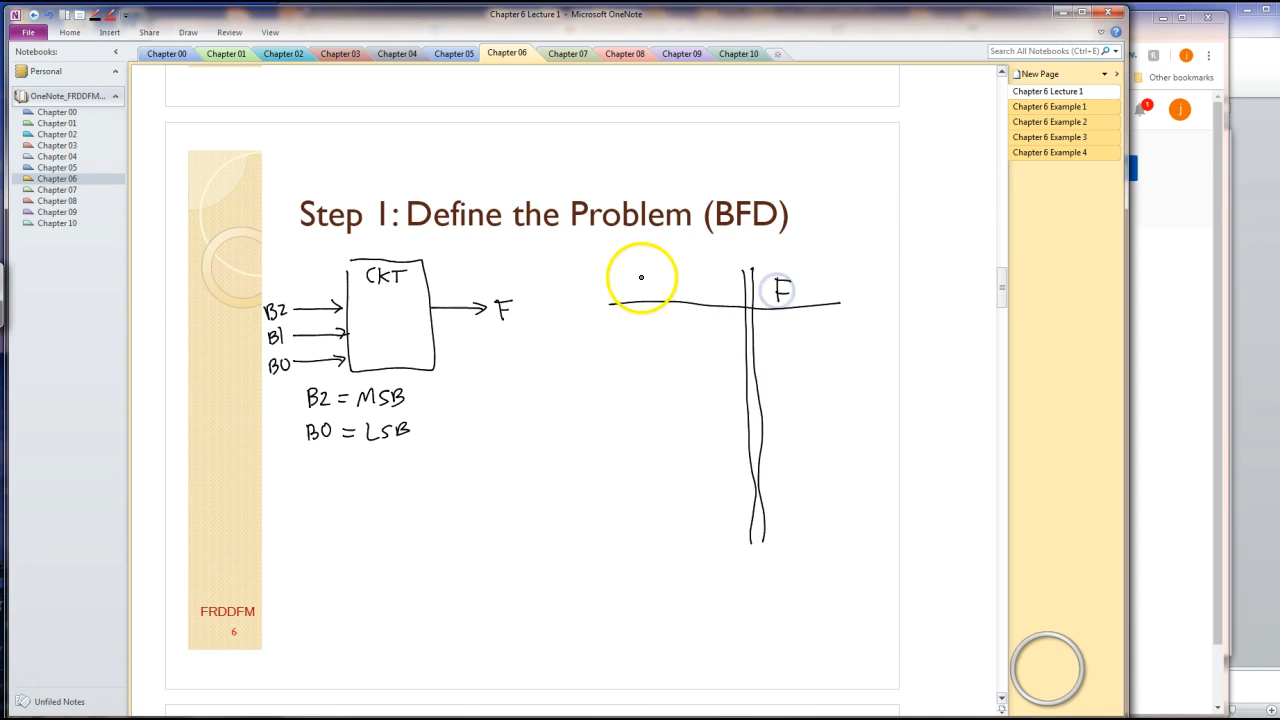 Chapter 6 Lecture 1 - Microsoft OneNote
File Home Insert Share Draw Review View
Notebooks:
Personal
OneNote_FRDDFM...
Chapter 00
Chapter 01
Chapter 02
Chapter 03
Chapter 04
Chapter 05
Chapter 06
Chapter 07
Chapter 08
Chapter 09
Chapter 10
Unfiled Notes
Chapter 00 Chapter 01 Chapter 02 Chapter 03 Chapter 04 Chapter 05 Chapter 06 Chapter 07 Chapter 08 Chapter 09 Chapter 10
Search All Notebooks (Ctrl+E)
Step 1: Define the Problem (BFD)
CKT
B2
B1
B0
F
B2 = MSB
B0 = LSB
F
FRDDFM
6
New Page
Chapter 6 Lecture 1
Chapter 6 Example 1
Chapter 6 Example 2
Chapter 6 Example 3
Chapter 6 Example 4
j
Other bookmarks
1
j